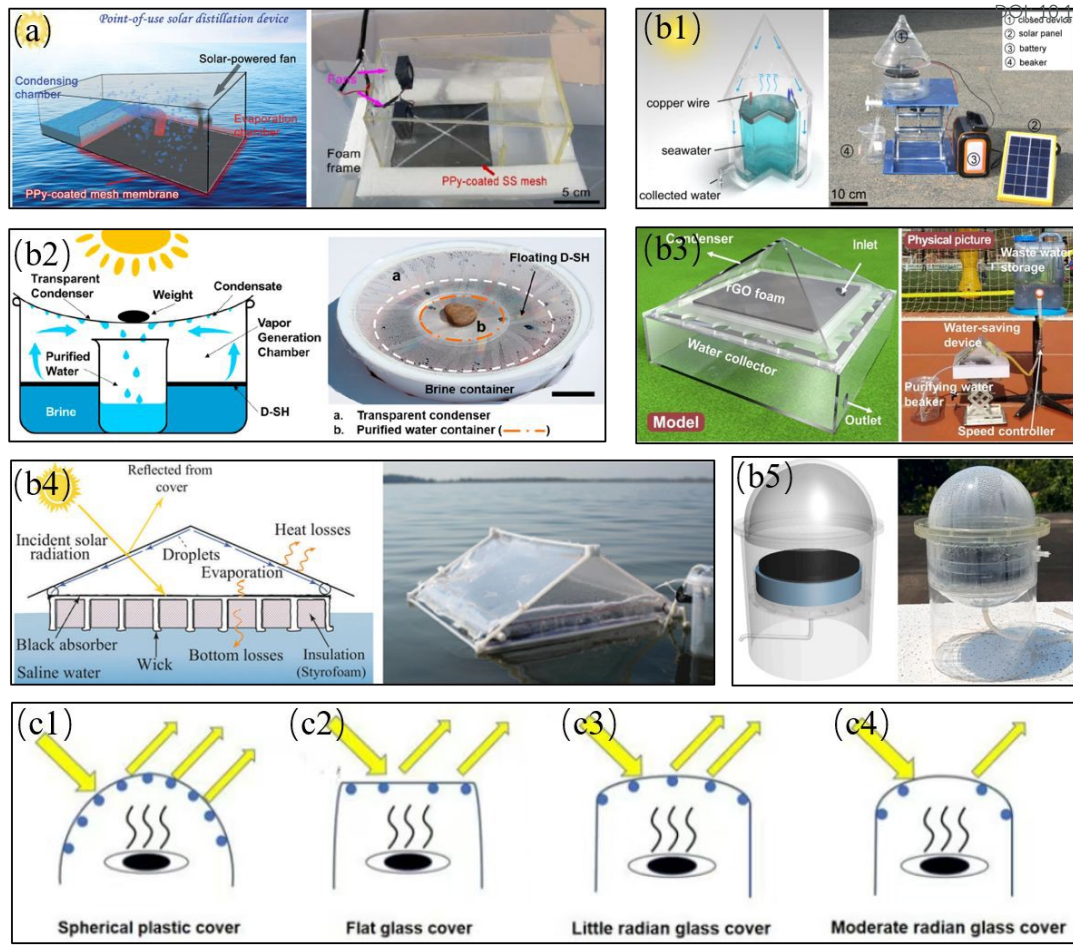 (a)
Point-of-use solar distillation device
Solar-powered fan
Condensing
chamber
Evaporation
chamber
PPy-coated mesh membrane
Fans
Foam
frame
PPy-coated SS mesh
5 cm
(b1)
copper wire
seawater
collected water
①
② 
③
④
10 cm
① closed device
② solar panel
③ battery
④ beaker
(b2)
Transparent
Condenser
Weight
Condensate
Vapor
Generation
Chamber
Purified
Water
Brine
D-SH
a
Floating D-SH
b
Brine container
a. Transparent condenser
b. Purified water container
(b3)
Condenser
Inlet
rGO foam
Water collector
Model
Outlet
Physical picture
Waste water
storage
Water-saving
device
Purifying water
beaker
Speed controller
(b4)
Reflected from
cover
Incident solar
radiation
Droplets
Heat losses
Evaporation
Black absorber
Saline water
Wick
Bottom losses
Insulation
(Styrofoam)
(b5)
(c1)
(c2)
(c3)
(c4)
Spherical plastic cover
Flat glass cover
Little radian glass cover
Moderate radian glass cover